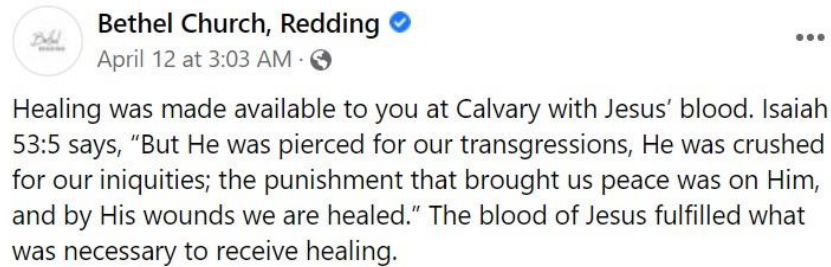 Bethel
REDDING
Bethel Church, Redding
April 12 at 3:03 AM ·
Healing was made available to you at Calvary with Jesus’ blood. Isaiah
53:5 says, “But He was pierced for our transgressions, He was crushed
for our iniquities; the punishment that brought us peace was on Him,
and by His wounds we are healed.” The blood of Jesus fulfilled what
was necessary to receive healing.